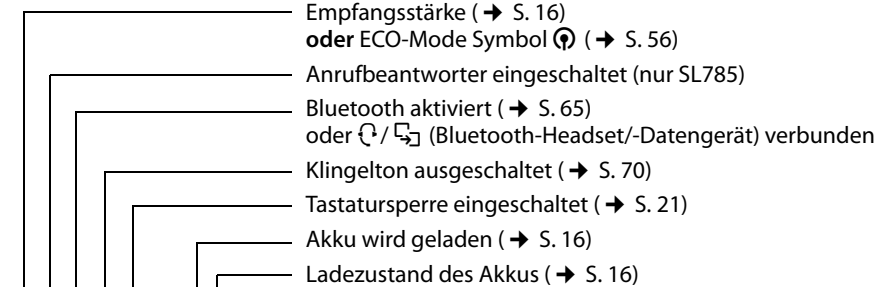 Empfangsstärke ( ➔ S. 16)
oder ECO-Mode Symbol ( ➔ S. 56)
Anrufbeantworter eingeschaltet (nur SL785)
Bluetooth aktiviert ( ➔ S. 65)
oder / (Bluetooth-Headset/-Datengerät) verbunden
Klingelton ausgeschaltet ( ➔ S. 70)
Tastatursperre eingeschaltet ( ➔ S. 21)
Akku wird geladen ( ➔ S. 16)
Ladezustand des Akkus ( ➔ S. 16)